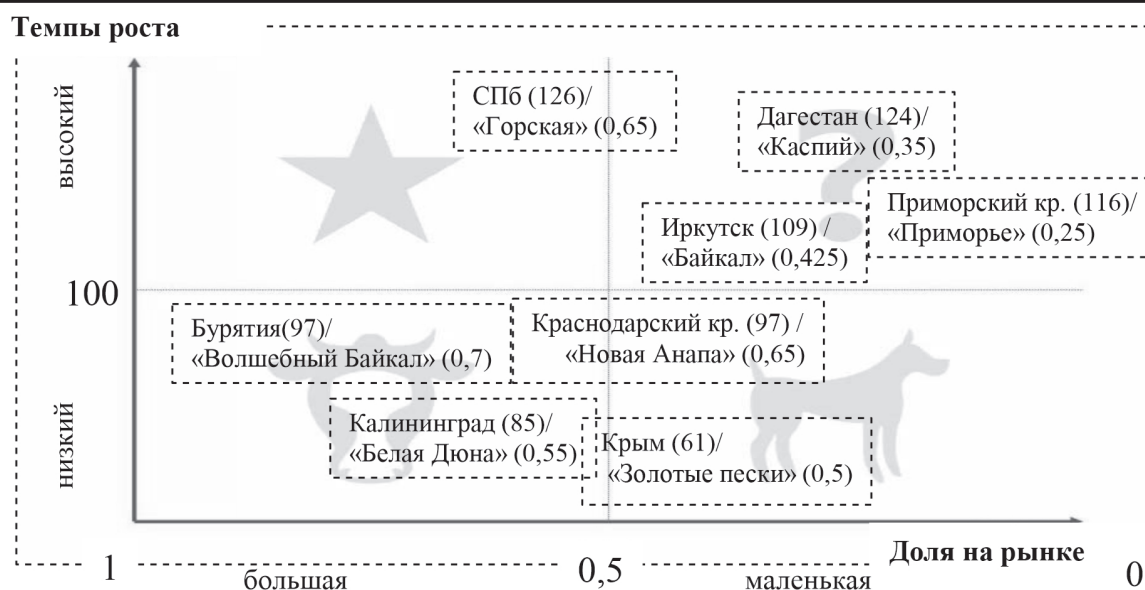 Темпы роста
высокий
СПб (126)/
«Горская» (0,65)
Дагестан (124)/
«Каспий» (0,35)
Приморский кр. (116)/
«Приморье» (0,25)
Иркутск (109) /
«Байкал» (0,425)
?
100
Бурятия(97)/
«Волшебный Байкал» (0,7)
Краснодарский кр. (97) /
«Новая Анапа» (0,65)
низкий
Калининград (85)/
«Белая Дюна» (0,55)
Крым (61)/
«Золотые пески» (0,5)
Доля на рынке
1
большая
0,5
маленькая
0